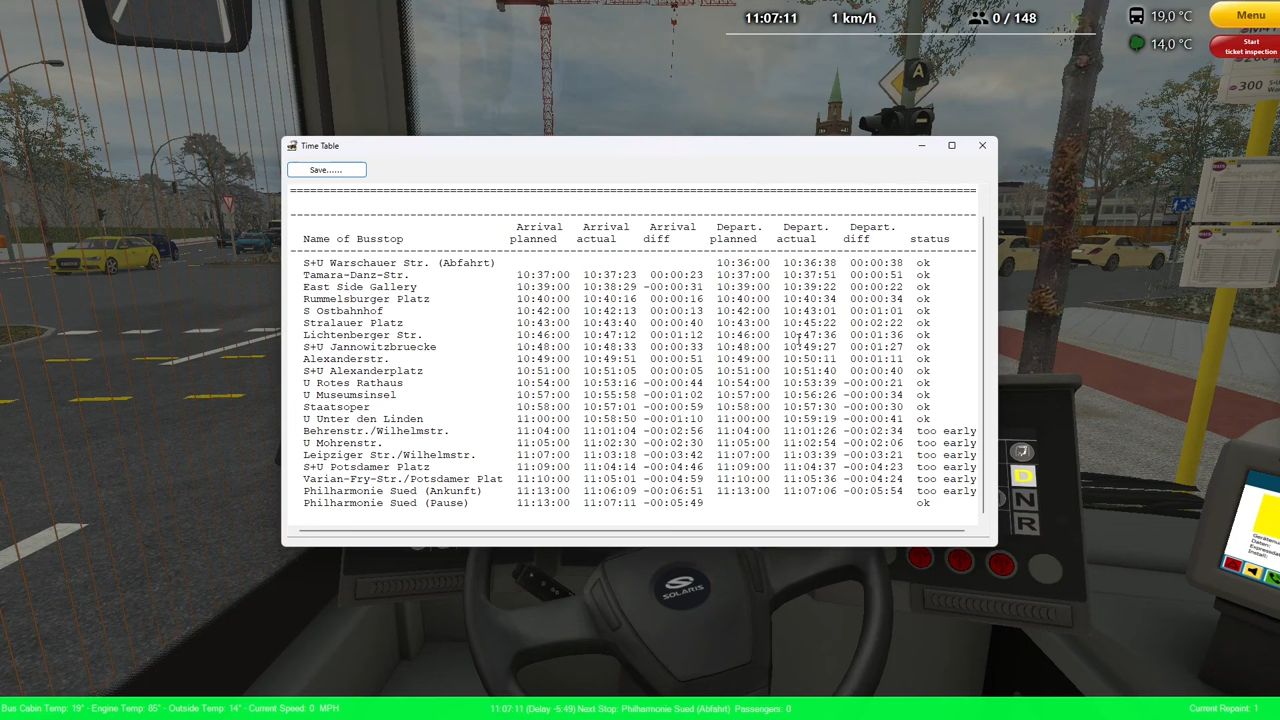 11:07:11 1 km/h 0 / 148 19,0 °C Menu
14,0 °C Start
ticket inspection
A
300
Time Table
Save......
Arrival Arrival Arrival Depart. Depart. Depart.
Name of Busstop planned actual diff planned actual diff status
S+U Warschauer Str. (Abfahrt) 10:36:00 10:36:38 00:00:38 ok
Tamara-Danz-Str. 10:37:00 10:37:23 00:00:23 10:37:00 10:37:51 00:00:51 ok
East Side Gallery 10:39:00 10:38:29 -00:00:31 10:39:00 10:39:22 00:00:22 ok
Rummelsburger Platz 10:40:00 10:40:16 00:00:16 10:40:00 10:40:34 00:00:34 ok
S Ostbahnhof 10:42:00 10:42:13 00:00:13 10:42:00 10:43:01 00:01:01 ok
Stralauer Platz 10:43:00 10:43:40 00:00:40 10:43:00 10:45:22 00:02:22 ok
Lichtenberger Str. 10:46:00 10:47:12 00:01:12 10:46:00 10:47:36 00:01:36 ok
S+U Jannowitzbruecke 10:48:00 10:48:33 00:00:33 10:48:00 10:49:27 00:01:27 ok
Alexanderstr. 10:49:00 10:49:51 00:00:51 10:49:00 10:50:11 00:01:11 ok
S+U Alexanderplatz 10:51:00 10:51:05 00:00:05 10:51:00 10:51:40 00:00:40 ok
U Rotes Rathaus 10:54:00 10:53:16 -00:00:44 10:54:00 10:53:39 -00:00:21 ok
U Museumsinsel 10:57:00 10:55:58 -00:01:02 10:57:00 10:56:26 -00:00:34 ok
Staatsoper 10:58:00 10:57:01 -00:00:59 10:58:00 10:57:30 -00:00:30 ok
U Unter den Linden 11:00:00 10:58:50 -00:01:10 11:00:00 10:59:19 -00:00:41 ok
Behrenstr./Wilhelmstr. 11:04:00 11:01:04 -00:02:56 11:04:00 11:01:26 -00:02:34 too early
U Mohrenstr. 11:05:00 11:02:30 -00:02:30 11:05:00 11:02:54 -00:02:06 too early
Leipziger Str./Wilhelmstr. 11:07:00 11:03:18 -00:03:42 11:07:00 11:03:39 -00:03:21 too early
S+U Potsdamer Platz 11:09:00 11:04:14 -00:04:46 11:09:00 11:04:37 -00:04:23 too early
Varian-Fry-Str./Potsdamer Plat 11:10:00 11:05:01 -00:04:59 11:10:00 11:05:36 -00:04:24 too early
Philharmonie Sued (Ankunft) 11:13:00 11:06:09 -00:06:51 11:13:00 11:07:06 -00:05:54 too early
Philharmonie Sued (Pause) 11:13:00 11:07:11 -00:05:49 ok
D
N
R
SOLARIS
Bus Cabin Temp: 19° - Engine Temp: 85° - Outside Temp: 14° - Current Speed: 0 MPH 11:07:11 (Delay -5:49) Next Stop: Philharmonie Sued (Abfahrt) Passengers: 0 Current Repaint: 1